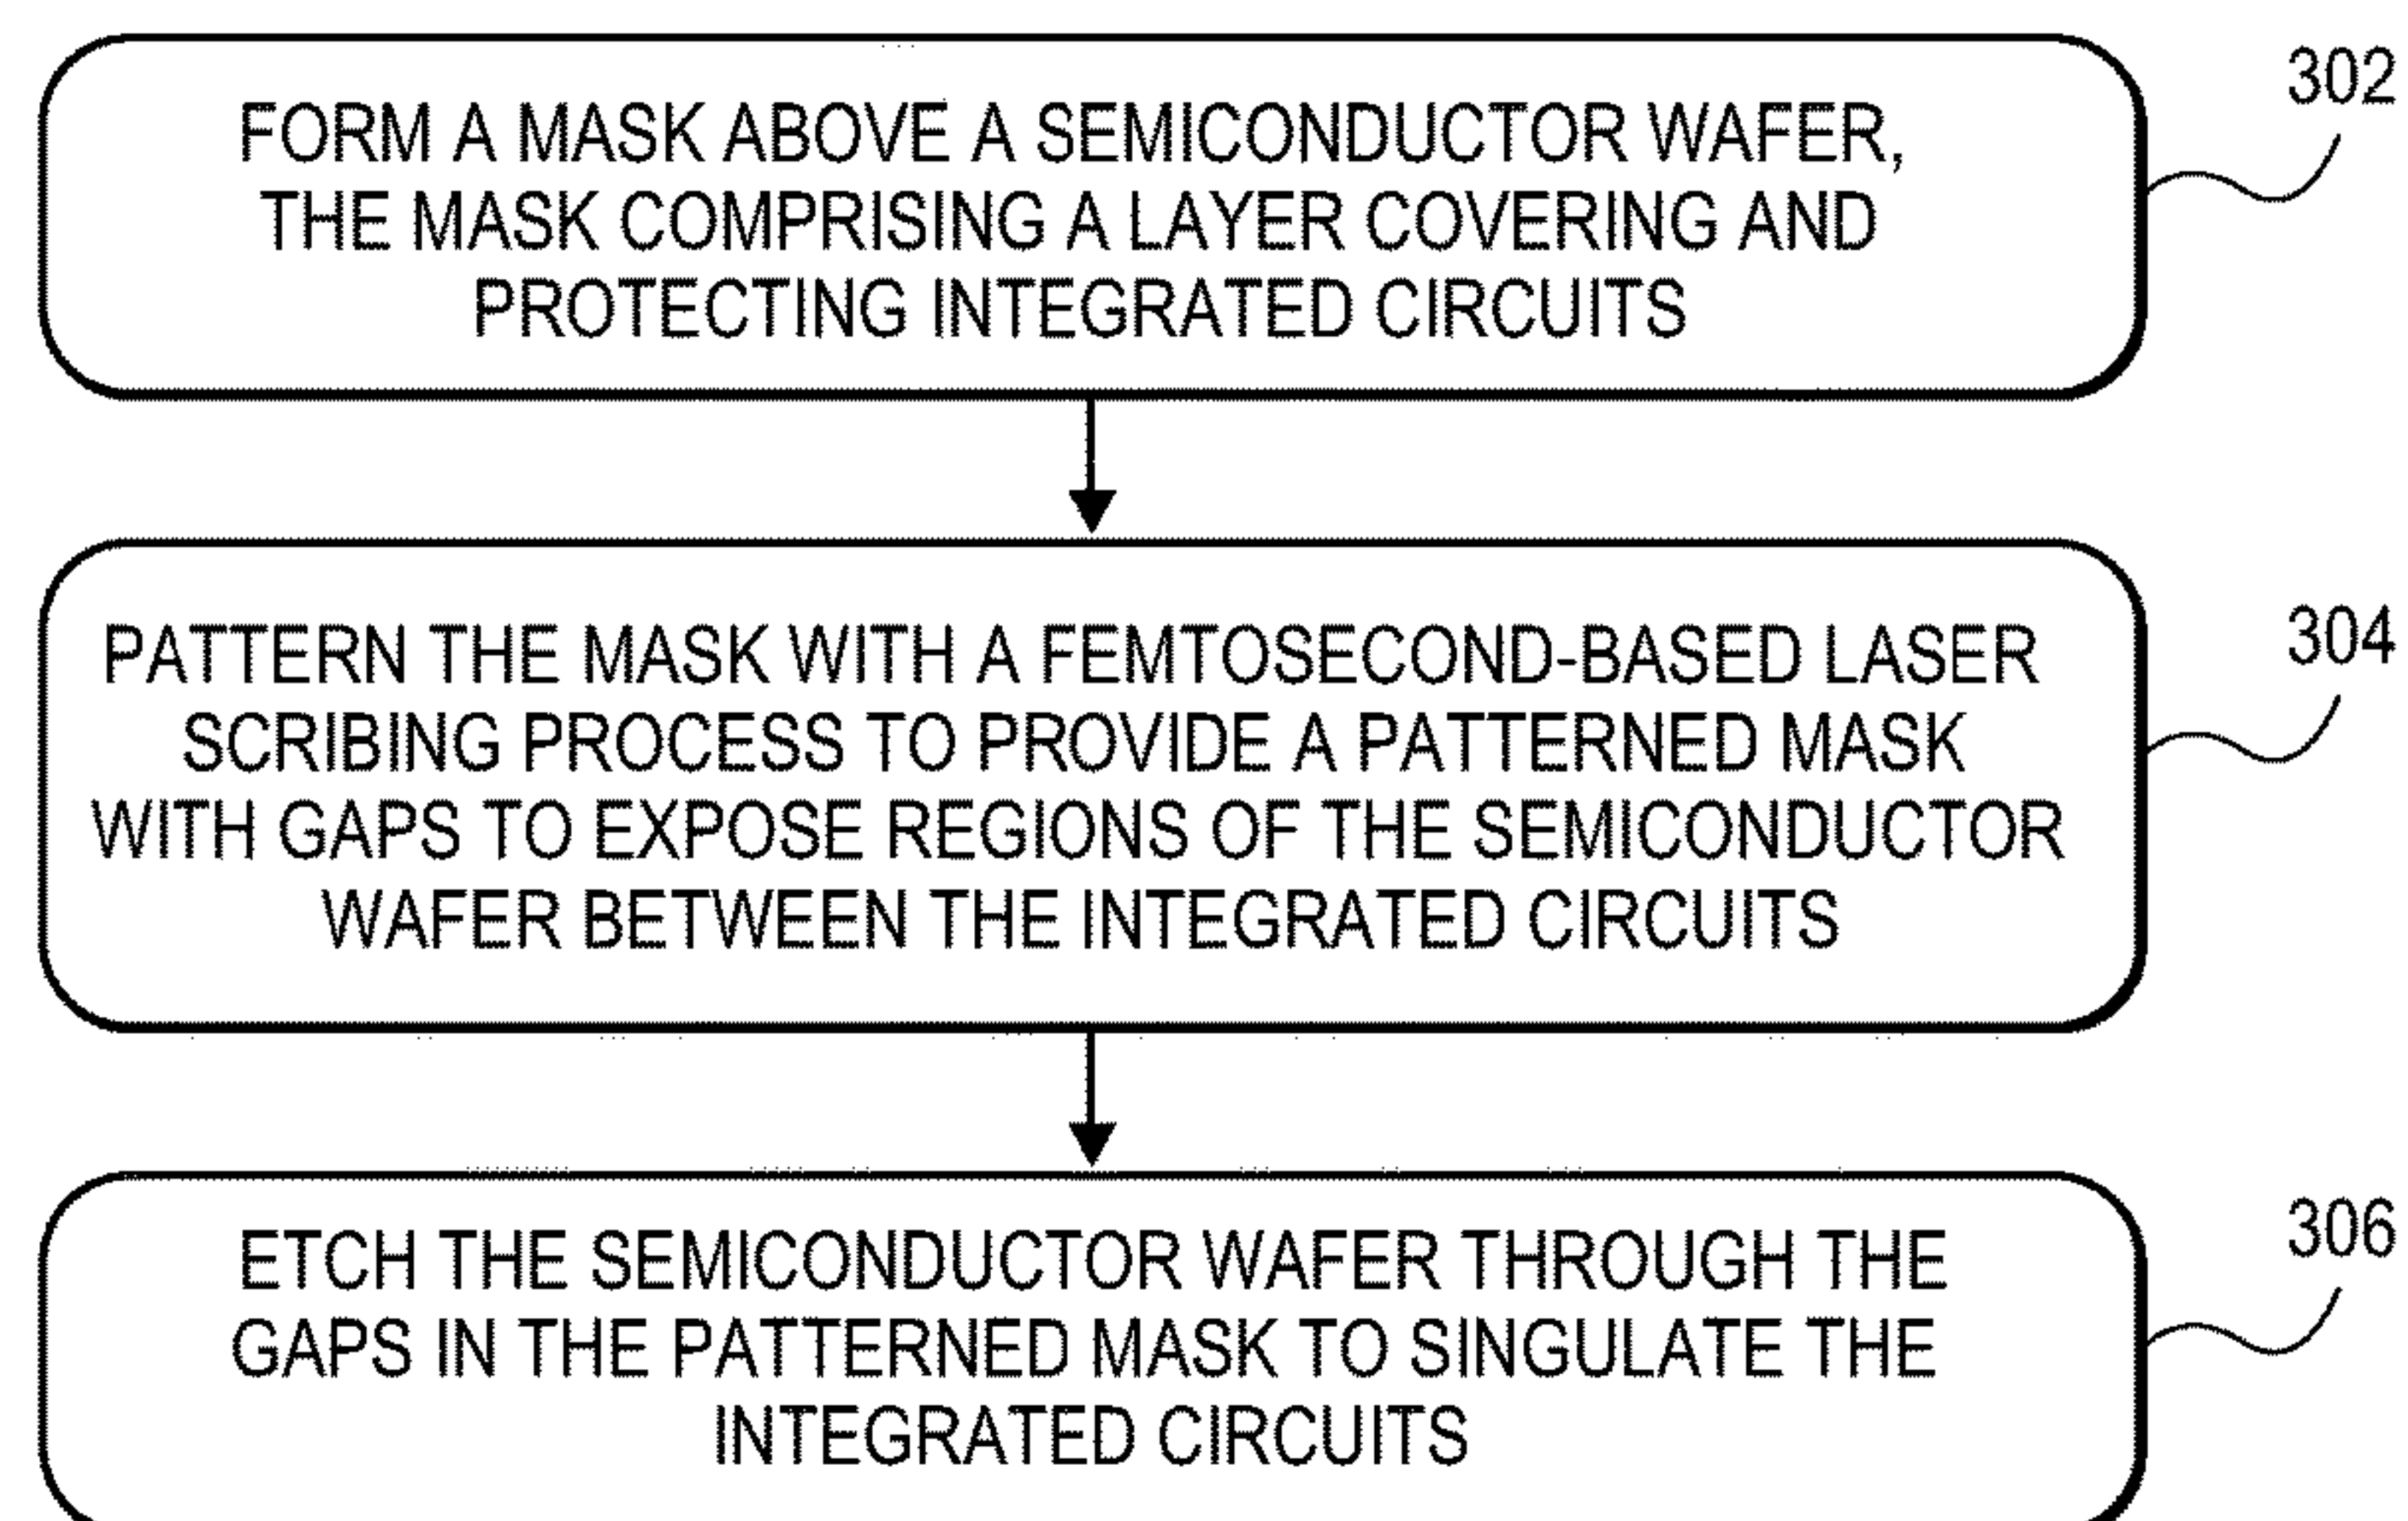 FORM A MASK ABOVE A SEMICONDUCTOR WAFER,
THE MASK COMPRISING A LAYER COVERING AND
PROTECTING INTEGRATED CIRCUITS
302
PATTERN THE MASK WITH A FEMTOSECOND-BASED LASER
SCRIBING PROCESS TO PROVIDE A PATTERNED MASK
WITH GAPS TO EXPOSE REGIONS OF THE SEMICONDUCTOR
WAFER BETWEEN THE INTEGRATED CIRCUITS
304
ETCH THE SEMICONDUCTOR WAFER THROUGH THE
GAPS IN THE PATTERNED MASK TO SINGULATE THE
INTEGRATED CIRCUITS
306